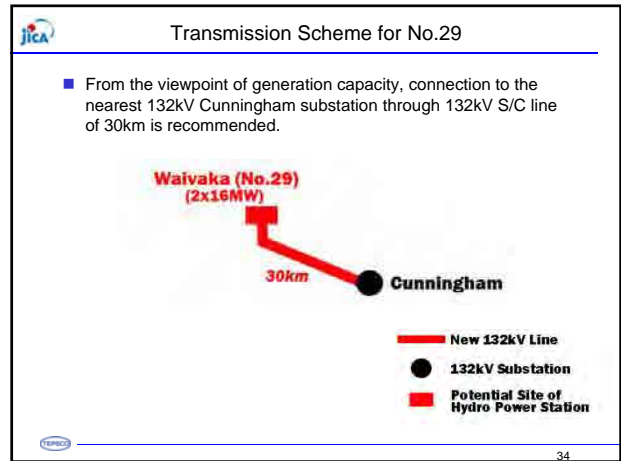 jica
Transmission Scheme for No.29
From the viewpoint of generation capacity, connection to the
nearest 132kV Cunningham substation through 132kV S/C line
of 30km is recommended.
Waivaka (No.29)
(2x16MW)
30km
Cunningham
New 132kV Line
132kV Substation
Potential Site of
Hydro Power Station
TEPSCO
34